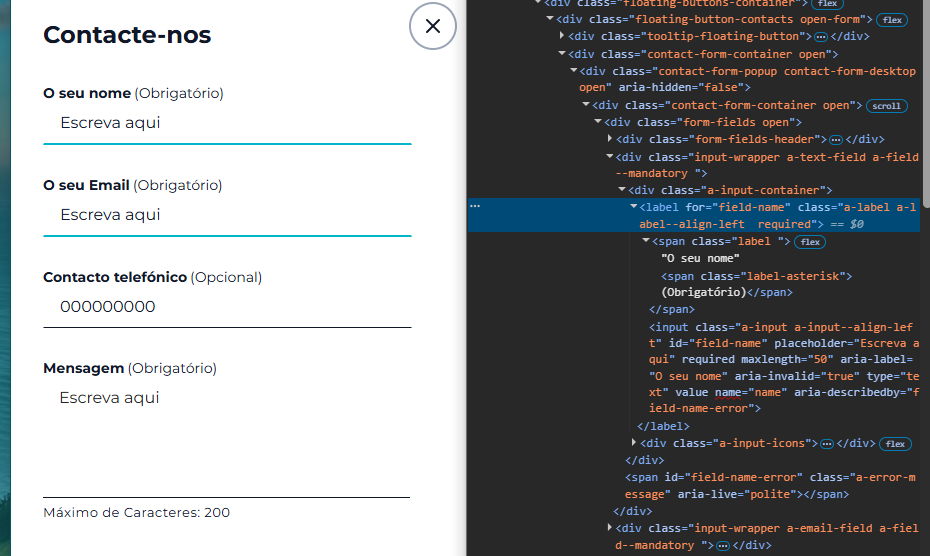 Contacte-nos
O seu nome (Obrigatório)
Escreva aqui
O seu Email (Obrigatório)
Escreva aqui
Contacto telefónico (Opcional)
000000000
Mensagem (Obrigatório)
Escreva aqui
Máximo de Caracteres: 200
<div class="floating-buttons-container"> flex
<div class="floating-button-contacts open-form"> flex
<div class="tooltip-floating-button"> … </div>
<div class="contact-form-container open">
<div class="contact-form-popup contact-form-desktop
open" aria-hidden="false">
<div class="contact-form-container open"> scroll
<div class="form-fields open">
<div class="form-fields-header"> … </div>
<div class="input-wrapper a-text-field a-field
--mandatory ">
<div class="a-input-container">
… <label for="field-name" class="a-label a-l
abel--align-left  required"> == $0
<span class="label "> flex
"O seu nome"
<span class="label-asterisk">
(Obrigatório)</span>
</span>
<input class="a-input a-input--align-lef
t" id="field-name" placeholder="Escreva a
qui" required maxlength="50" aria-label=
"O seu nome" aria-invalid="true" type="te
xt" value name="name" aria-describedby="f
ield-name-error">
</label>
<div class="a-input-icons"> … </div> flex
</div>
<span id="field-name-error" class="a-error-m
essage" aria-live="polite"></span>
</div>
<div class="input-wrapper a-email-field a-fiel
d--mandatory "> … </div>